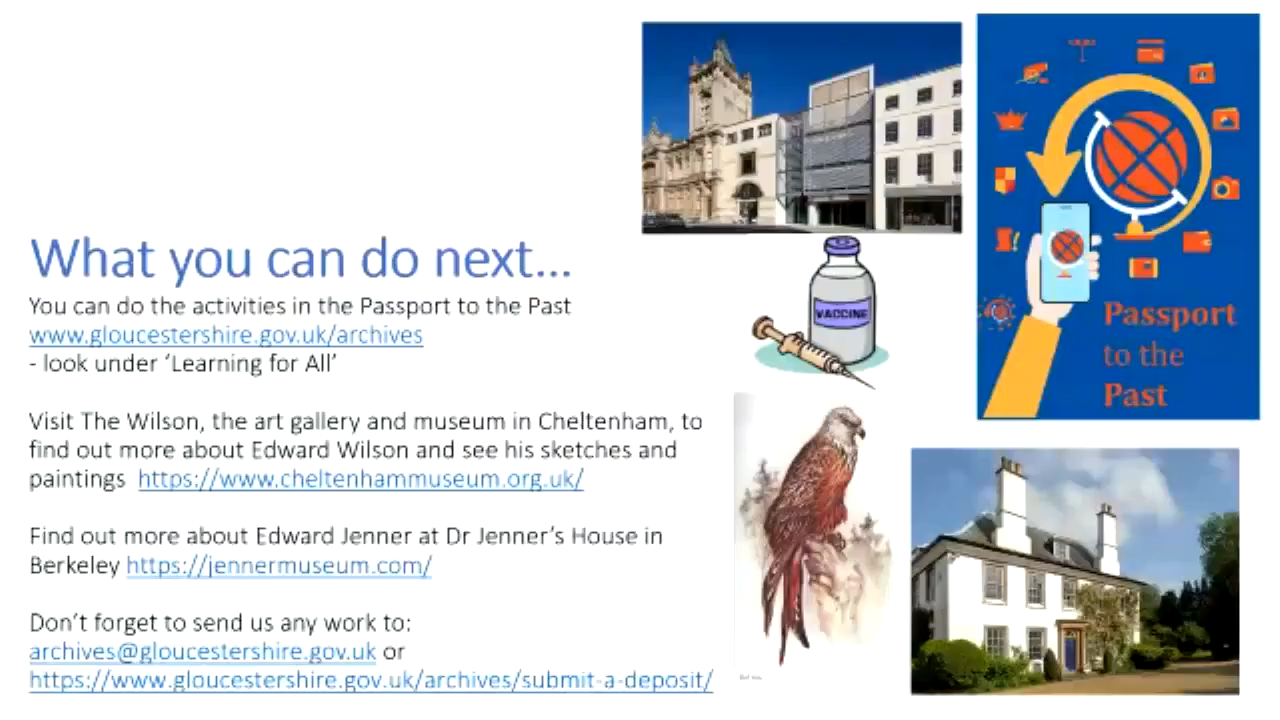 What you can do next...
You can do the activities in the Passport to the Past
www.gloucestershire.gov.uk/archives
- look under ‘Learning for All’
Visit The Wilson, the art gallery and museum in Cheltenham, to
find out more about Edward Wilson and see his sketches and
paintings https://www.cheltenhammuseum.org.uk/
Find out more about Edward Jenner at Dr Jenner’s House in
Berkeley https://jennermuseum.com/
Don’t forget to send us any work to:
archives@gloucestershire.gov.uk or
https://www.gloucestershire.gov.uk/archives/submit-a-deposit/
VACCINE
Passport
to the
Past